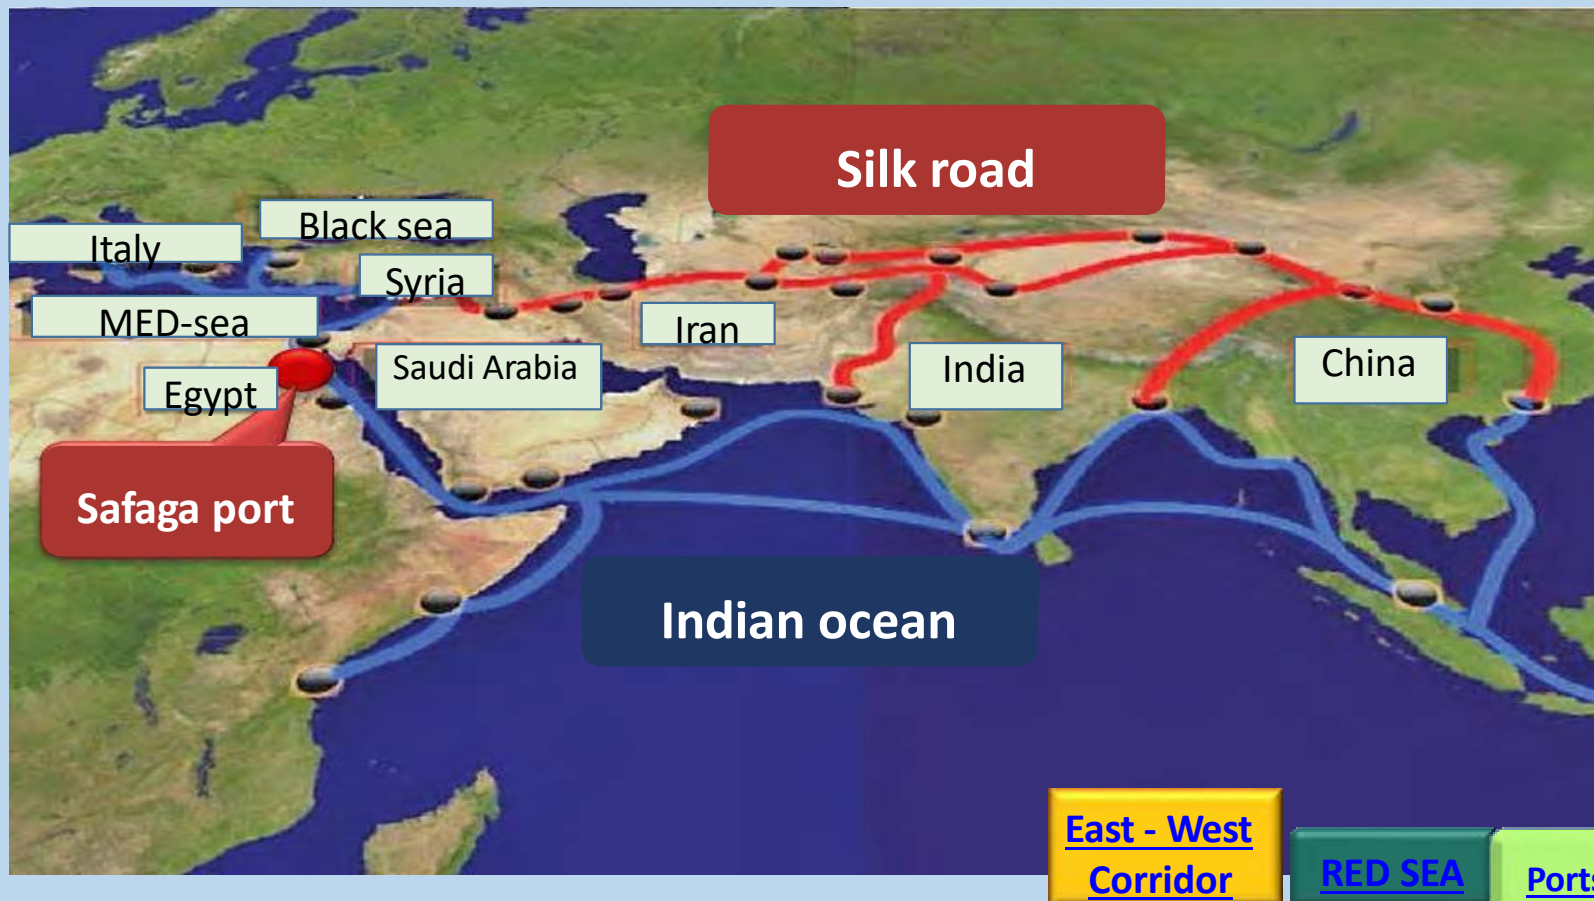 Silk road
Black sea
Italy
Syria
MED-sea
Iran
Saudi Arabia
India
China
Egypt
Safaga port
Indian ocean
East - West
Corridor
RED SEA
Ports